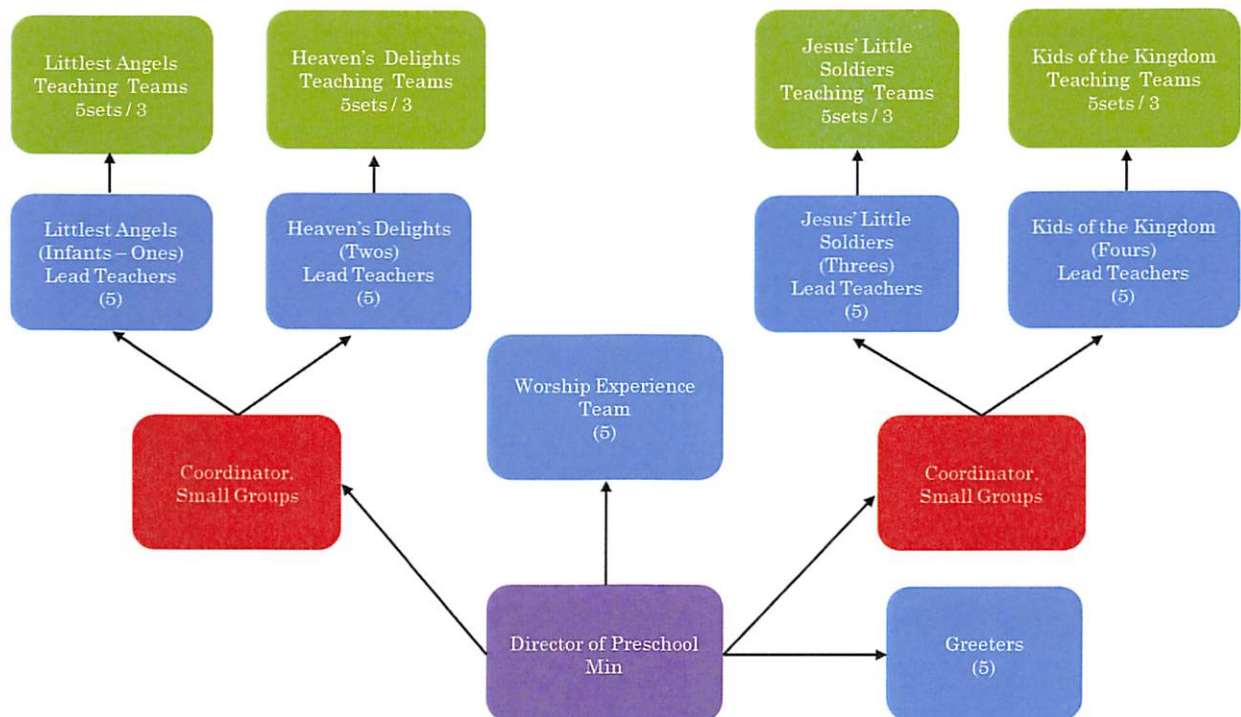 Littlest Angels
Teaching Teams
5sets / 3
Heaven's Delights
Teaching Teams
5sets / 3
Jesus' Little
Soldiers
Teaching Teams
5sets / 3
Kids of the Kingdom
Teaching Teams
5sets / 3
Littlest Angels
(Infants – Ones)
Lead Teachers
(5)
Heaven's Delights
(Twos)
Lead Teachers
(5)
Jesus' Little
Soldiers
(Threes)
Lead Teachers
(5)
Kids of the Kingdom
(Fours)
Lead Teachers
(5)
Worship Experience
Team
(5)
Coordinator,
Small Groups
Coordinator,
Small Groups
Director of Preschool
Min
Greeters
(5)